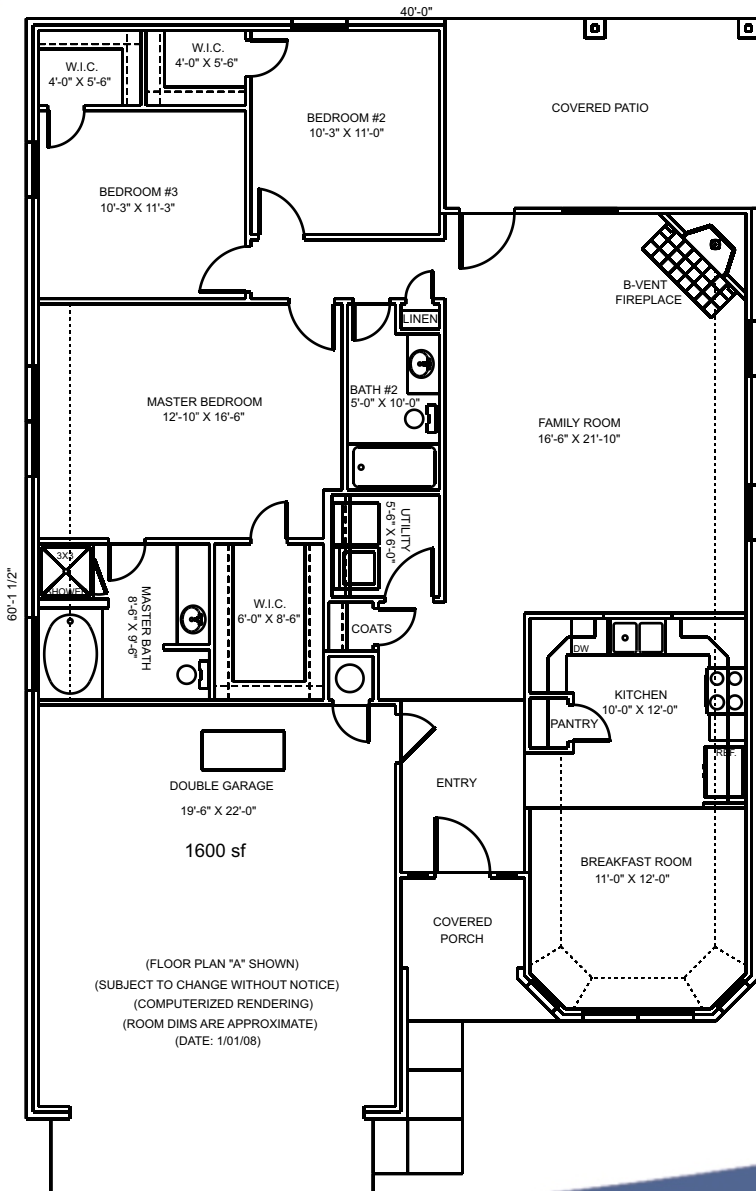 40'-0"
W.I.C.
4'-0" X 5'-6"
W.I.C.
4'-0" X 5'-6"
BEDROOM #2
10'-3" X 11'-0"
COVERED PATIO
BEDROOM #3
10'-3" X 11'-3"
B-VENT
FIREPLACE
LINEN
MASTER BEDROOM
12'-10" X 16'-6"
BATH #2
5'-0" X 10'-0"
FAMILY ROOM
16'-6" X 21'-10"
UTILITY
5'-6" X 6'-0"
60'-1 1/2"
3X3
SHOWER
MASTER BATH
8'-6" X 9'-6"
W.I.C.
6'-0" X 8'-6"
COATS
DW
KITCHEN
10'-0" X 12'-0"
PANTRY
REF.
DOUBLE GARAGE
19'-6" X 22'-0"
1600 sf
ENTRY
BREAKFAST ROOM
11'-0" X 12'-0"
COVERED
PORCH
(FLOOR PLAN "A" SHOWN)
(SUBJECT TO CHANGE WITHOUT NOTICE)
(COMPUTERIZED RENDERING)
(ROOM DIMS ARE APPROXIMATE)
(DATE: 1/01/08)